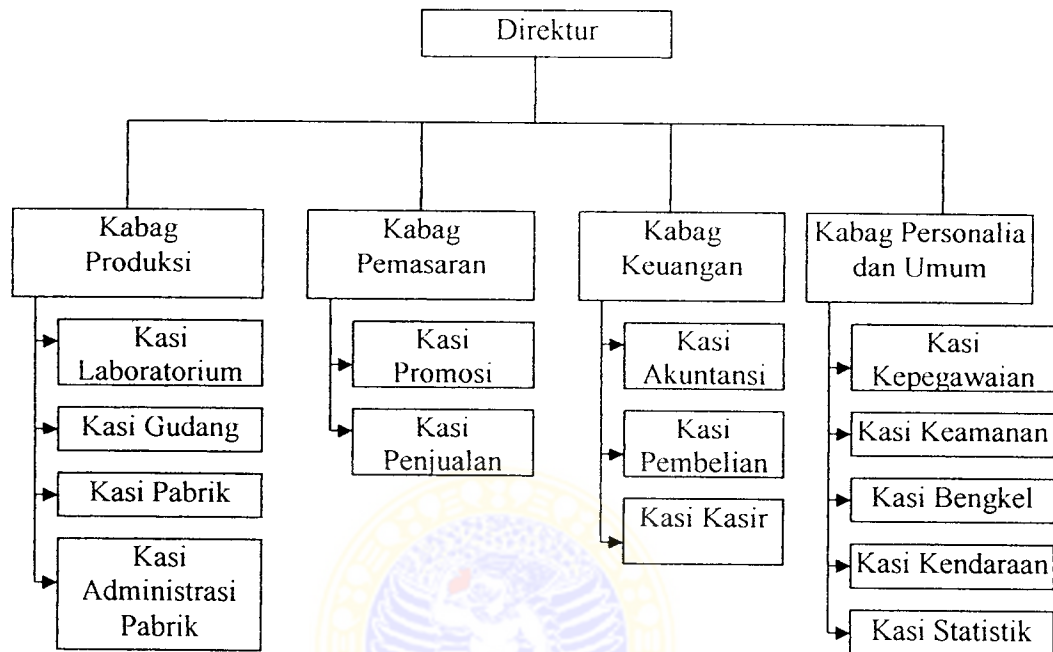 Direktur
Kabag
Produksi
Kabag
Pemasaran
Kabag
Keuangan
Kabag Personalia
dan Umum
Kasi
Laboratorium
Kasi Gudang
Kasi Pabrik
Kasi
Administrasi
Pabrik
Kasi
Promosi
Kasi
Penjualan
Kasi
Akuntansi
Kasi
Pembelian
Kasi Kasir
Kasi
Kepegawaian
Kasi Keamanan
Kasi Bengkel
Kasi Kendaraan
Kasi Statistik